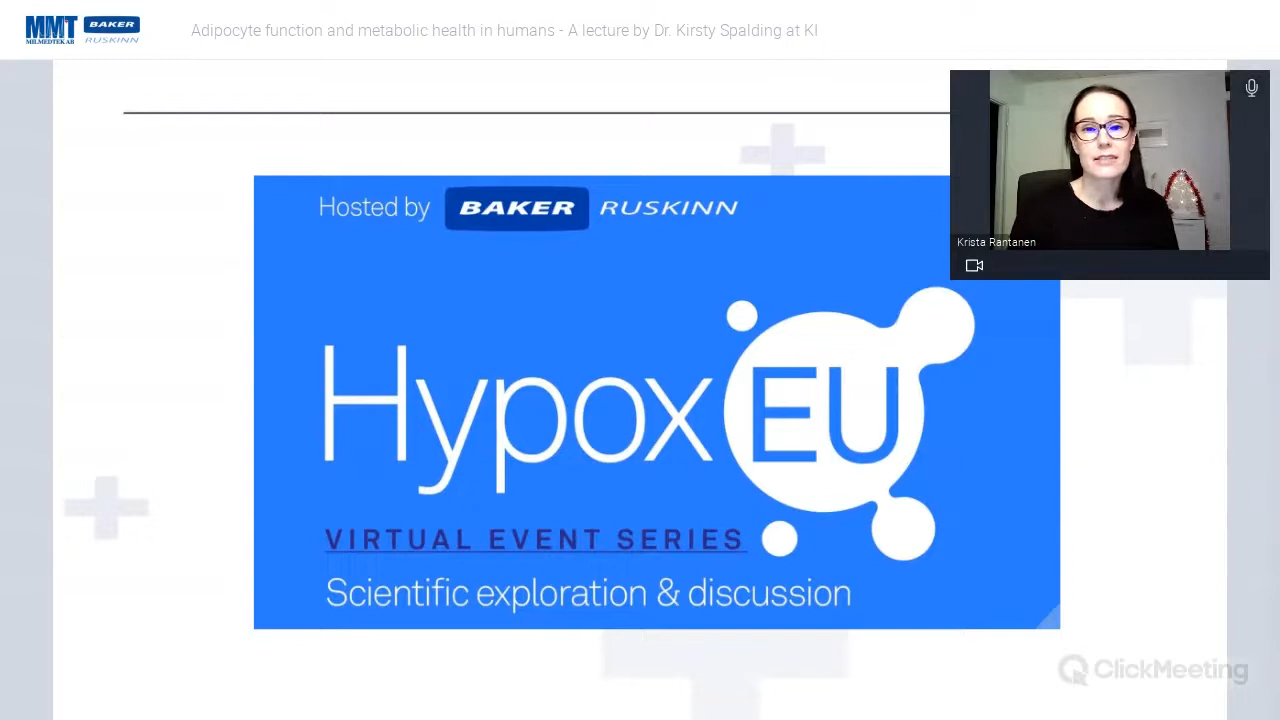 MMT
MILMEDTEK AB
BAKER
RUSKINN
Adipocyte function and metabolic health in humans - A lecture by Dr. Kirsty Spalding at KI
Hosted by BAKER RUSKINN
Krista Rantanen
Hypox EU
VIRTUAL EVENT SERIES
Scientific exploration & discussion
ClickMeeting